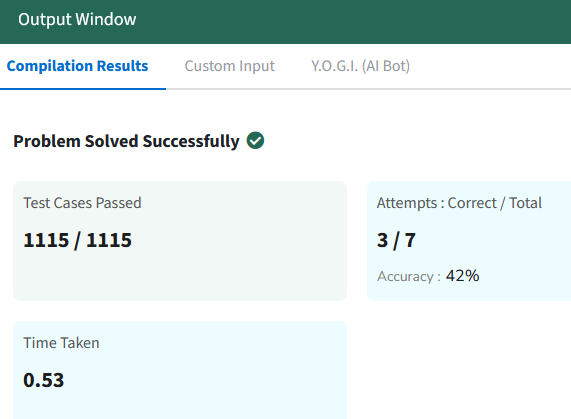 Output Window
Compilation Results Custom Input Y.O.G.I. (AI Bot)
Problem Solved Successfully
Test Cases Passed
1115 / 1115
Attempts : Correct / Total
3 / 7
Accuracy : 42%
Time Taken
0.53